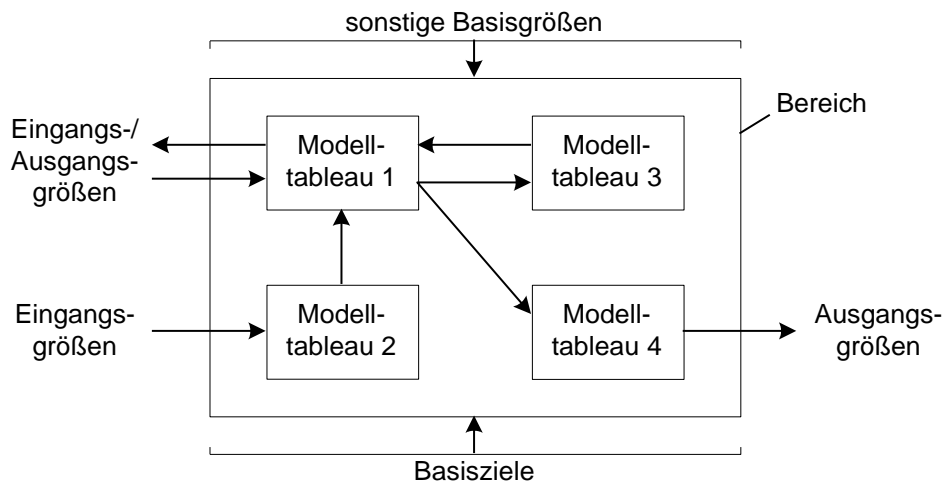 sonstige Basisgrößen
Bereich
Eingangs-/
Ausgangs-
größen
Modell-
tableau 1
Modell-
tableau 3
Eingangs-
größen
Modell-
tableau 2
Modell-
tableau 4
Ausgangs-
größen
Basisziele